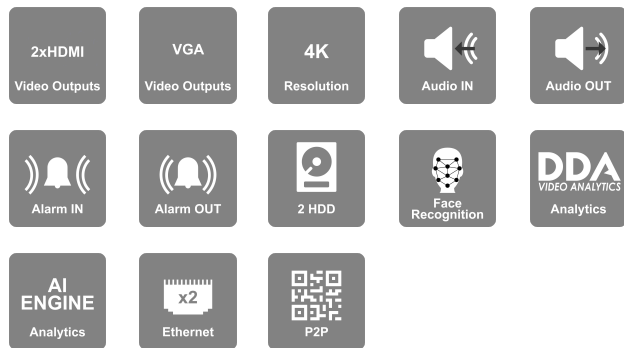 2xHDMI
Video Outputs
VGA
Video Outputs
4K
Resolution
Audio IN
Audio OUT
Alarm IN
Alarm OUT
2 HDD
Face
Recognition
DDA
VIDEO ANALYTICS
Analytics
AI
ENGINE
Analytics
x2
Ethernet
P2P